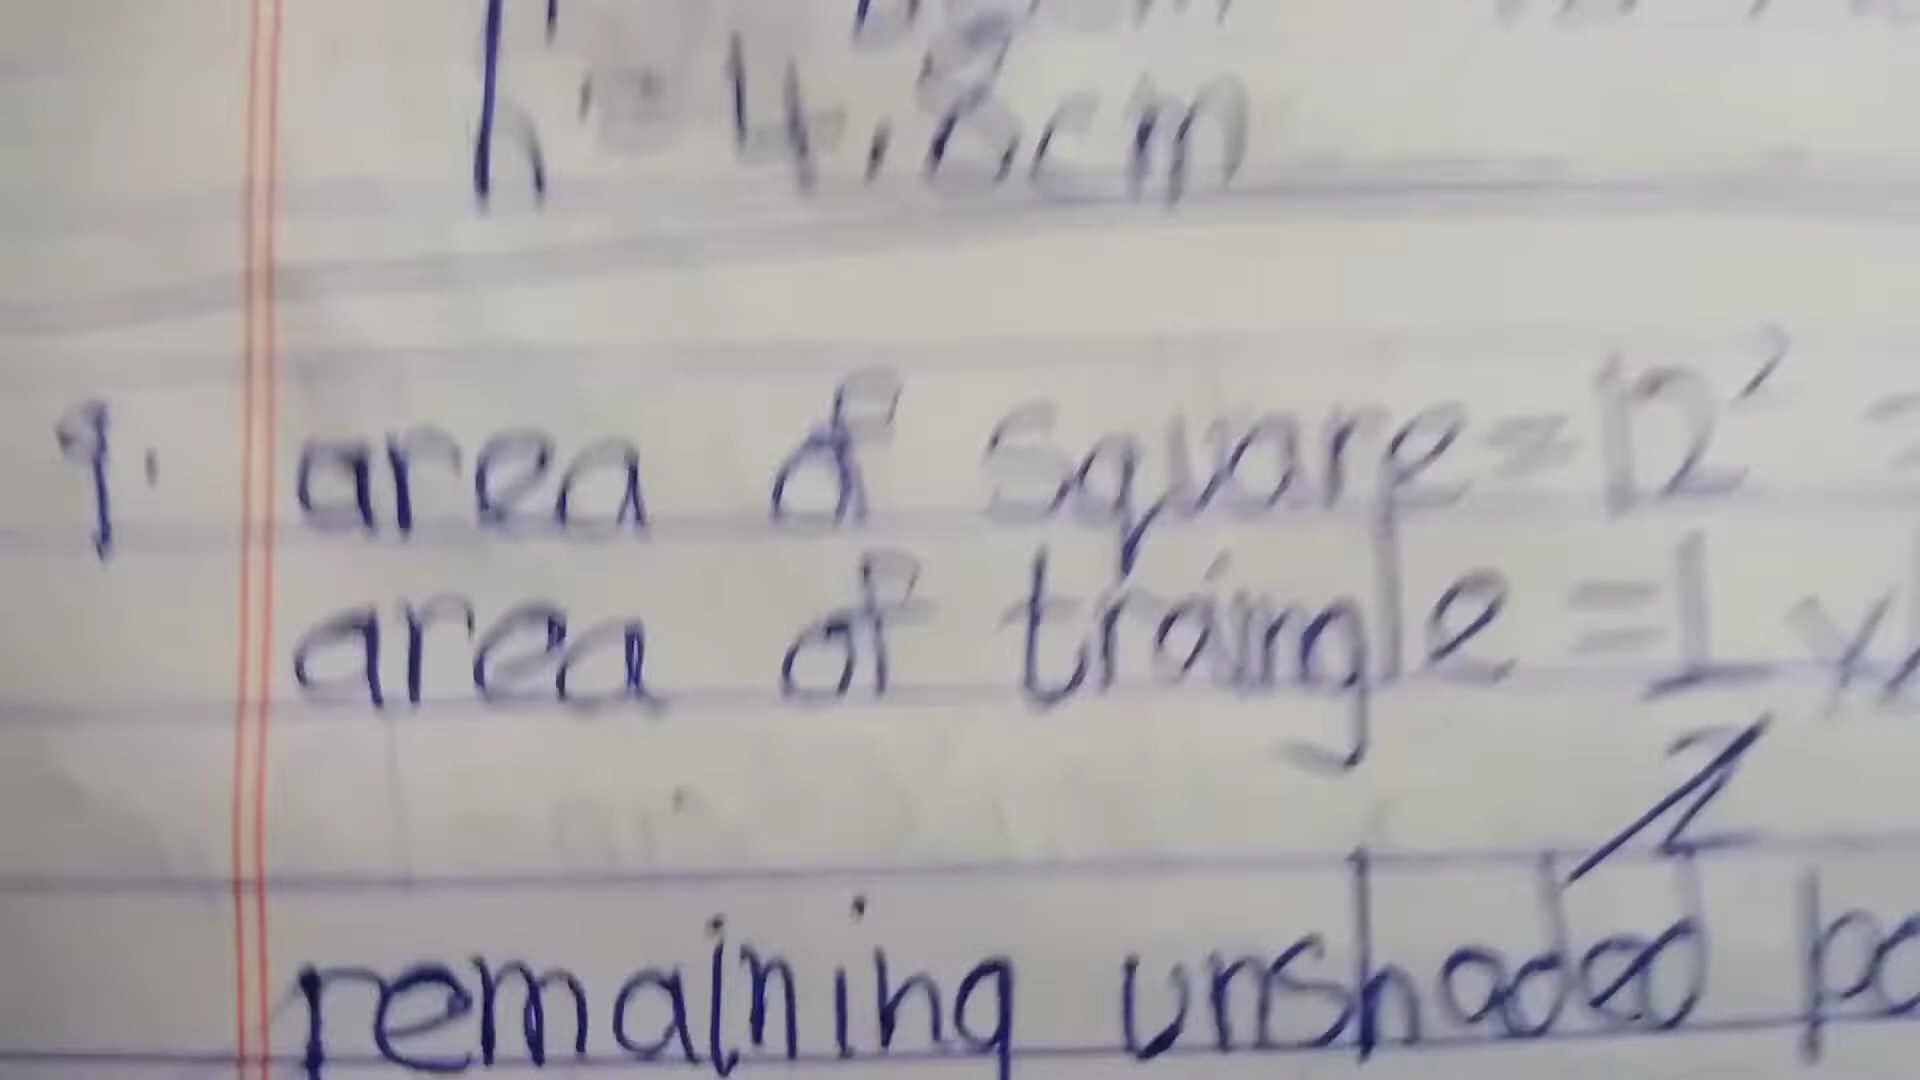 h = 4.8cm
9. area of square = 12² =
area of triangle = 1/2 x
remaining unshaded